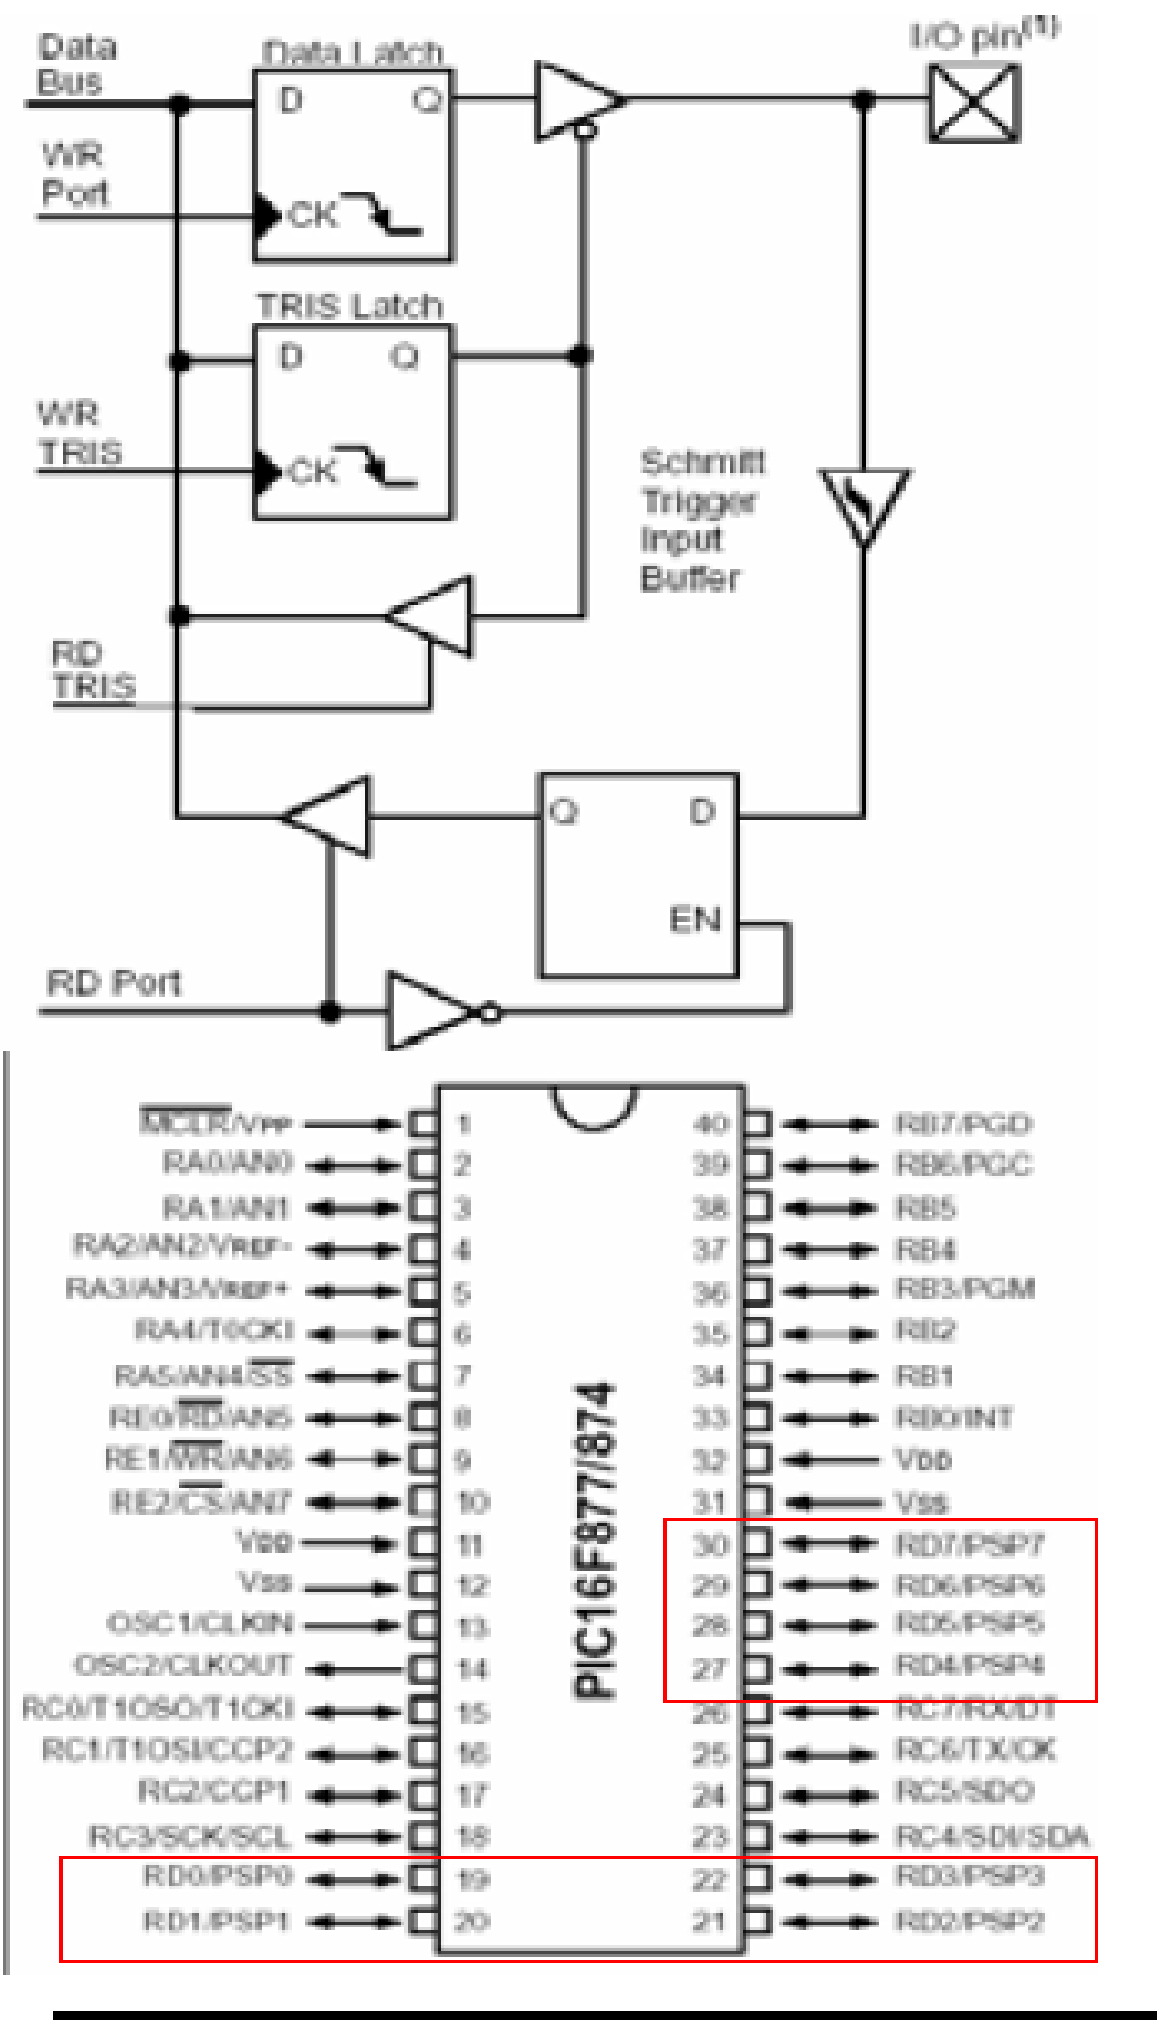 Data
Bus
Data Latch
I/O pin(1)
D Q
WR
Port
CK
TRIS Latch
D Q
WR
TRIS
CK
Schmitt
Trigger
Input
Buffer
RD
TRIS
Q D
EN
RD Port
MCLR/VPP 1 40 RB7/PGD
RA0/AN0 2 39 RB6/PGC
RA1/AN1 3 38 RB5
RA2/AN2/VREF- 4 37 RB4
RA3/AN3/VREF+ 5 36 RB3/PGM
RA4/T0CKI 6 35 RB2
RA5/AN4/SS 7 34 RB1
RE0/RD/AN5 8 33 RB0/INT
RE1/WR/AN6 9 32 VDD
RE2/CS/AN7 10 31 VSS
VDD 11 30 RD7/PSP7
VSS 12 29 RD6/PSP6
OSC1/CLKIN 13 28 RD5/PSP5
OSC2/CLKOUT 14 27 RD4/PSP4
RC0/T1OSO/T1CKI 15 26 RC7/RX/DT
RC1/T1OSI/CCP2 16 25 RC6/TX/CK
RC2/CCP1 17 24 RC5/SDO
RC3/SCK/SCL 18 23 RC4/SDI/SDA
RD0/PSP0 19 22 RD3/PSP3
RD1/PSP1 20 21 RD2/PSP2
PIC16F877/874